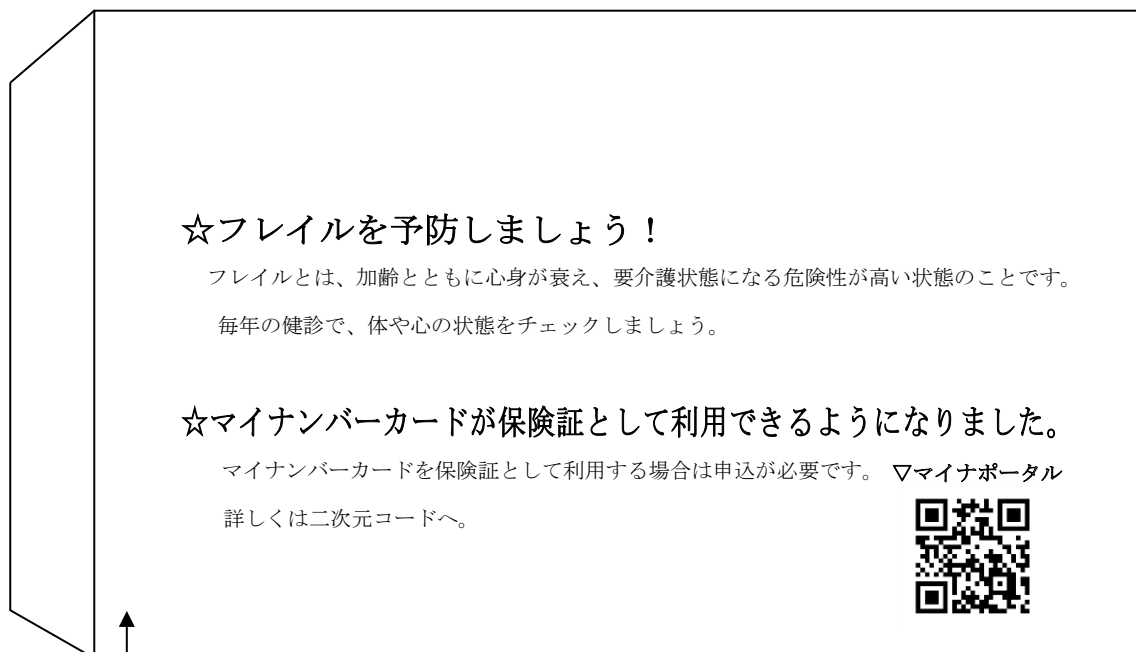 ☆フレイルを予防しましょう！
フレイルとは、加齢とともに心身が衰え、要介護状態になる危険性が高い状態のことです。
毎年の健診で、体や心の状態をチェックしましょう。
☆マイナンバーカードが保険証として利用できるようになりました。
マイナンバーカードを保険証として利用する場合は申込が必要です。 ▽マイナポータル
詳しくは二次元コードへ。